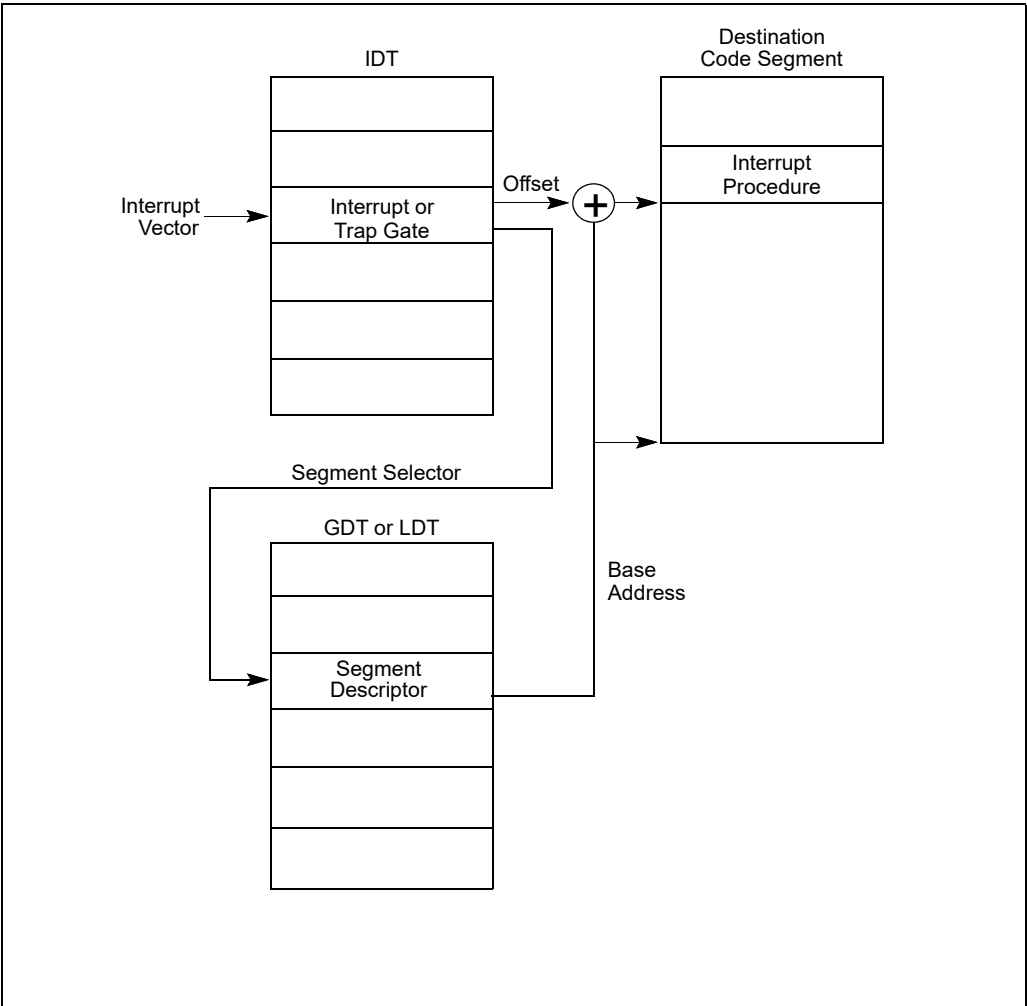 IDT
Destination
Code Segment
Interrupt
Vector
Interrupt or
Trap Gate
Offset
+
Interrupt
Procedure
Segment Selector
GDT or LDT
Base
Address
Segment
Descriptor